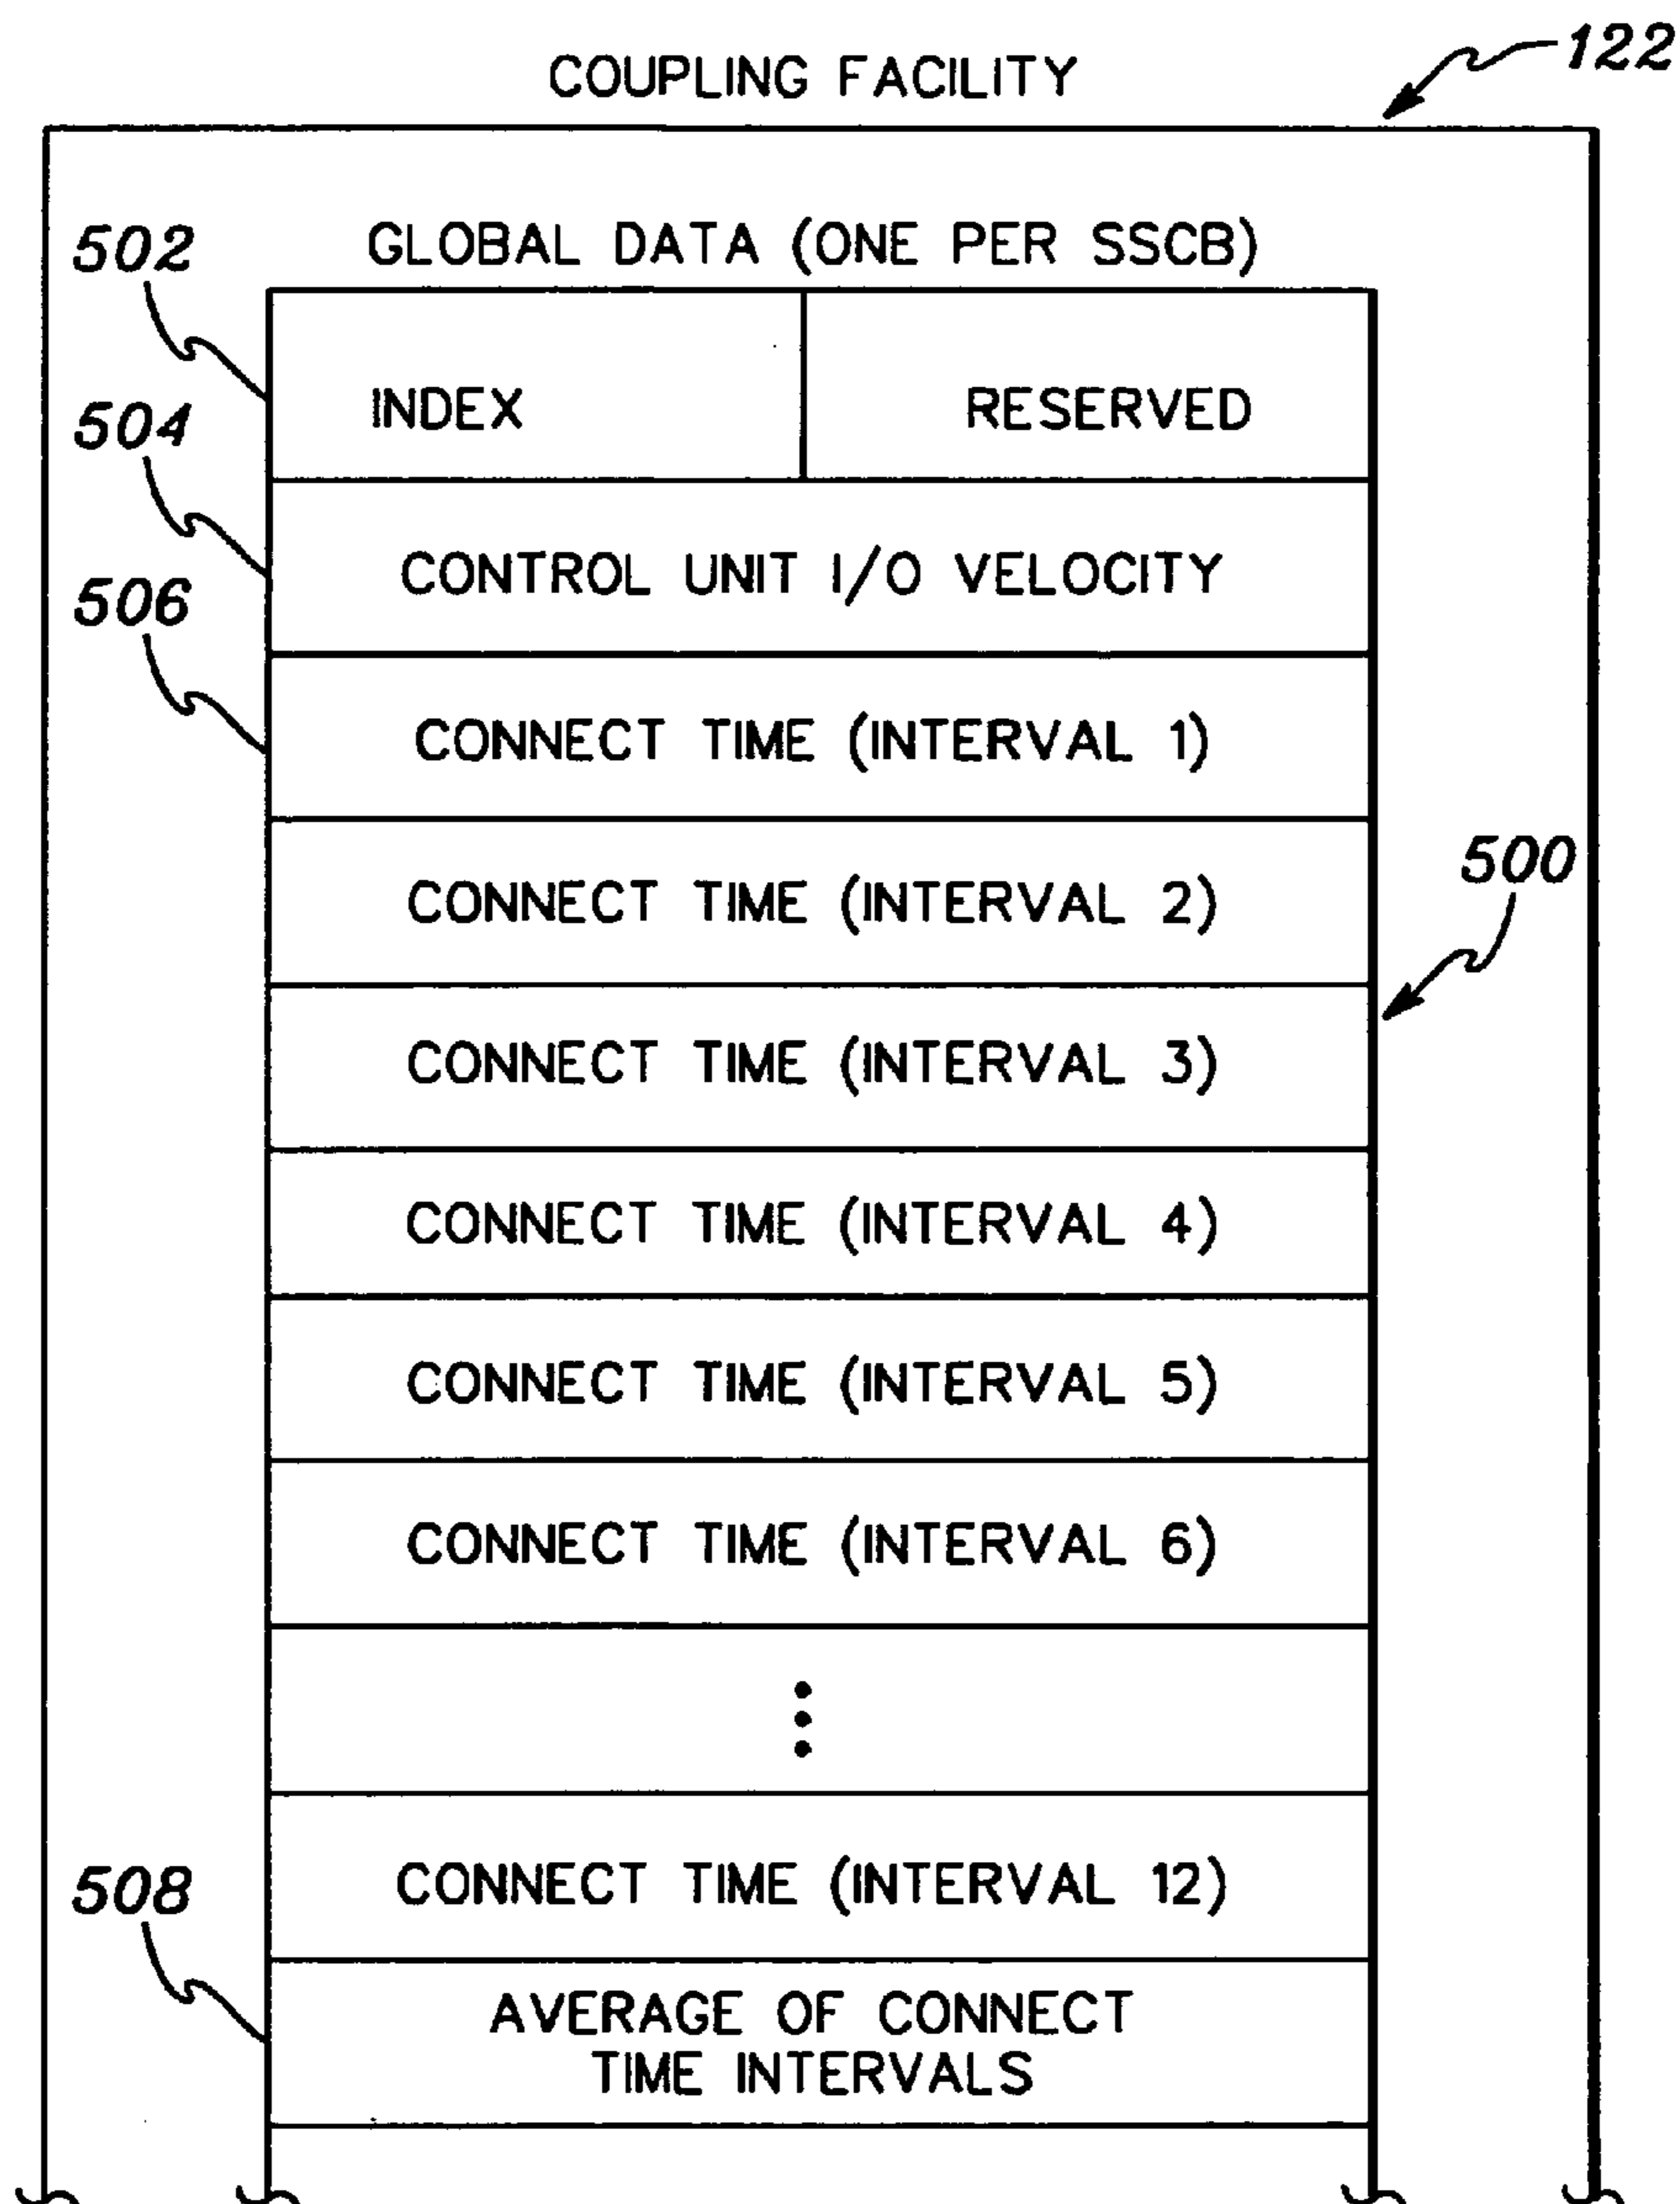 122
COUPLING FACILITY
502
GLOBAL DATA (ONE PER SSCB)
INDEX
RESERVED
504
CONTROL UNIT I/O VELOCITY
506
CONNECT TIME (INTERVAL 1)
500
CONNECT TIME (INTERVAL 2)
CONNECT TIME (INTERVAL 3)
CONNECT TIME (INTERVAL 4)
CONNECT TIME (INTERVAL 5)
CONNECT TIME (INTERVAL 6)
CONNECT TIME (INTERVAL 12)
508
AVERAGE OF CONNECT
TIME INTERVALS